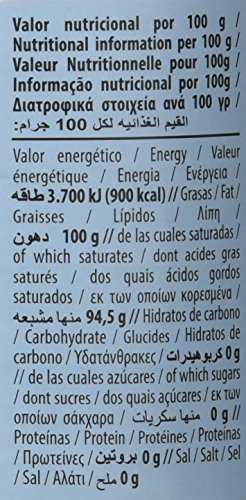 Valor nutricional por 100 g /
Nutritional information per 100 g /
Valeur Nutritionnelle pour 100g /
Informação nutricional por 100g /
Διατροφικά στοιχεία ανά 100 γρ /
القيم الغذائيه لكل 100 جرام:
Valor energético / Energy / Valeur
énergétique / Energia / Ενέργεια /
طاقه 3.700 kJ (900 kcal) // Grasas / Fat /
Graisses / Lípidos / Λίπη /
دهون 100 g // de las cuales saturadas /
of which saturates / dont acides gras
saturés / dos quais ácidos gordos
saturados / εκ των οποίων κορεσμένα /
منها مشبعه 94,5 g // Hidratos de carbono
/ Carbohydrate / Glucides / Hidratos de
carbono / Υδατάνθρακες / كربوهيدرات 0 g
// de las cuales azúcares / of which sugars
/ dont sucres / dos quais açúcares / εκ
των οποίων σάκχαρα / منها سكريات 0 g //
Proteínas / Protein / Protéines / Proteínas
/ Πρωτείνες / بروتين 0 g // Sal / Salt / Sel
/ Sal / Αλάτι / ملح 0 g